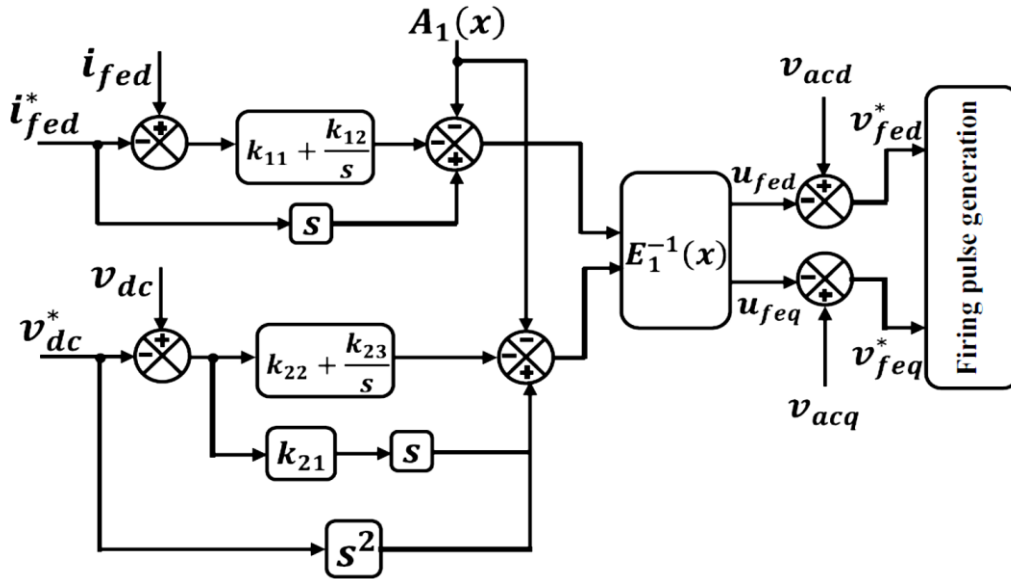 A₁(x)
i_fed
i*_fed
k₁₁ + k₁₂/s
s
v_dc
v*_dc
k₂₂ + k₂₃/s
k₂₁
s
s²
E₁⁻¹(x)
u_fed
u_feq
v_acd
v*_fed
v*_feq
v_acq
Firing pulse generation